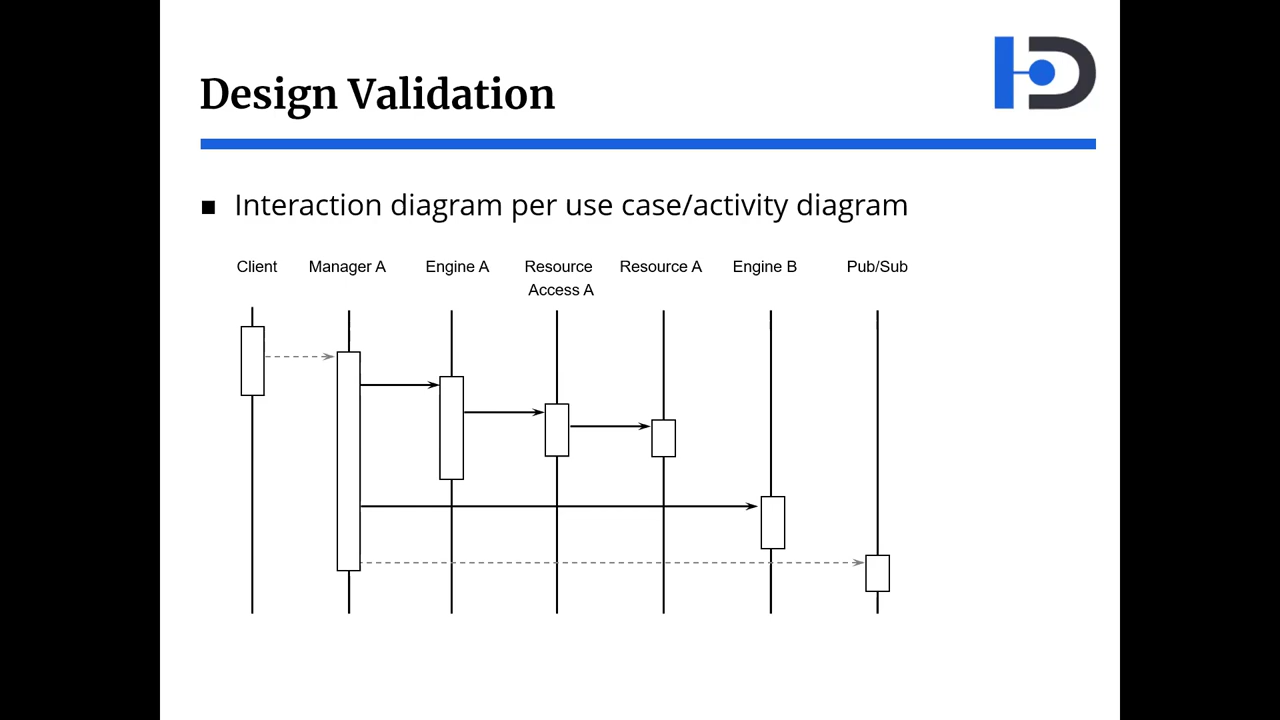 Design Validation
Interaction diagram per use case/activity diagram
Client Manager A Engine A Resource Resource A Engine B Pub/Sub
Access A